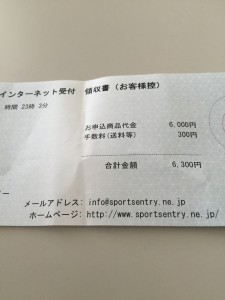 インターネット受付 領収書(お客様控)
時間 23時 3分
お申込商品代金 6,000円
手数料(送料等) 300円
合計金額 6,300円
メールアドレス: info@sportsentry.ne.jp
ホームページ: http://www.sportsentry.ne.jp/